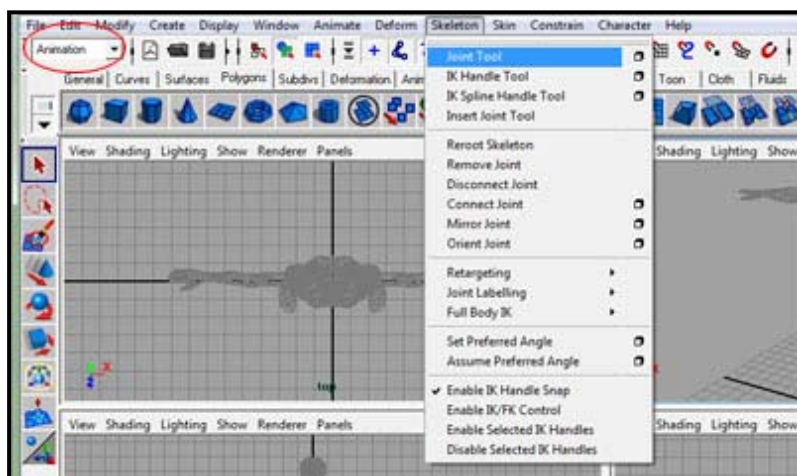 File Edit Modify Create Display Window Animate Deform Skeleton Skin Constrain Character Help
Animation
General Curves Surfaces Polygons Subdivs Deformation Anim Toon Cloth Fluids
View Shading Lighting Show Renderer Panels
Shading Lighting Show
Joint Tool
IK Handle Tool
IK Spline Handle Tool
Insert Joint Tool
Reroot Skeleton
Remove Joint
Disconnect Joint
Connect Joint
Mirror Joint
Orient Joint
Retargeting
Joint Labelling
Full Body IK
Set Preferred Angle
Assume Preferred Angle
Enable IK Handle Snap
Enable IK/FK Control
Enable Selected IK Handles
Disable Selected IK Handles
x
z
top
x
View Shading Lighting Show Renderer Panels
Shading Lighting Show